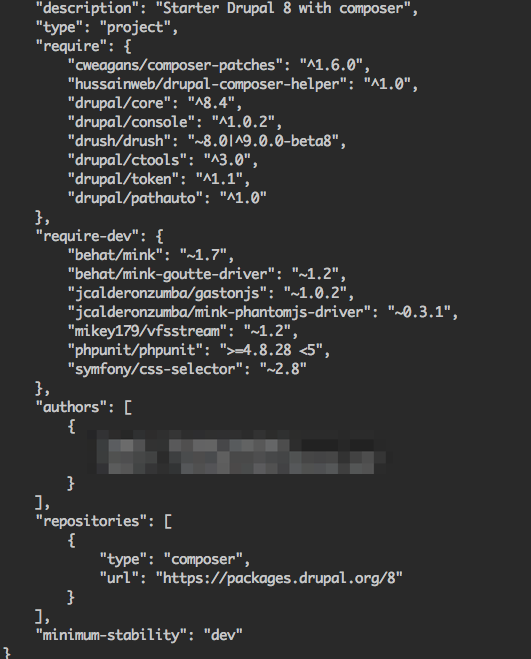 "description": "Starter Drupal 8 with composer",
"type": "project",
"require": {
"cweagans/composer-patches": "^1.6.0",
"hussainweb/drupal-composer-helper": "^1.0",
"drupal/core": "^8.4",
"drupal/console": "^1.0.2",
"drush/drush": "~8.0|^9.0.0-beta8",
"drupal/ctools": "^3.0",
"drupal/token": "^1.1",
"drupal/pathauto": "^1.0"
},
"require-dev": {
"behat/mink": "~1.7",
"behat/mink-goutte-driver": "~1.2",
"jcalderonzumba/gastonjs": "~1.0.2",
"jcalderonzumba/mink-phantomjs-driver": "~0.3.1",
"mikey179/vfsstream": "~1.2",
"phpunit/phpunit": ">=4.8.28 <5",
"symfony/css-selector": "~2.8"
},
"authors": [
{
}
],
"repositories": [
{
"type": "composer",
"url": "https://packages.drupal.org/8"
}
],
"minimum-stability": "dev"
}